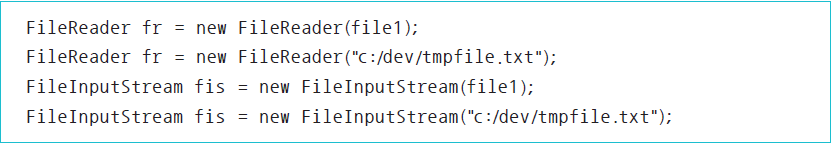 FileReader fr = new FileReader(file1);
FileReader fr = new FileReader("c:/dev/tmpfile.txt");
FileInputStream fis = new FileInputStream(file1);
FileInputStream fis = new FileInputStream("c:/dev/tmpfile.txt");